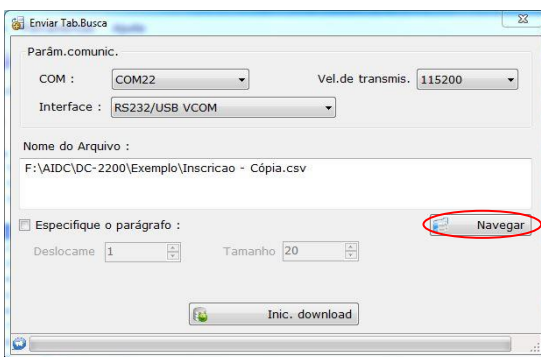 Enviar Tab.Busca
Parâm.comunic.
COM : COM22 Vel.de transmis. 115200
Interface : RS232/USB VCOM
Nome do Arquivo :
F:\AIDC\DC-2200\Exemplo\Inscricao - Cópia.csv
Especifique o parágrafo : Navegar
Deslocame 1 Tamanho 20
Inic. download